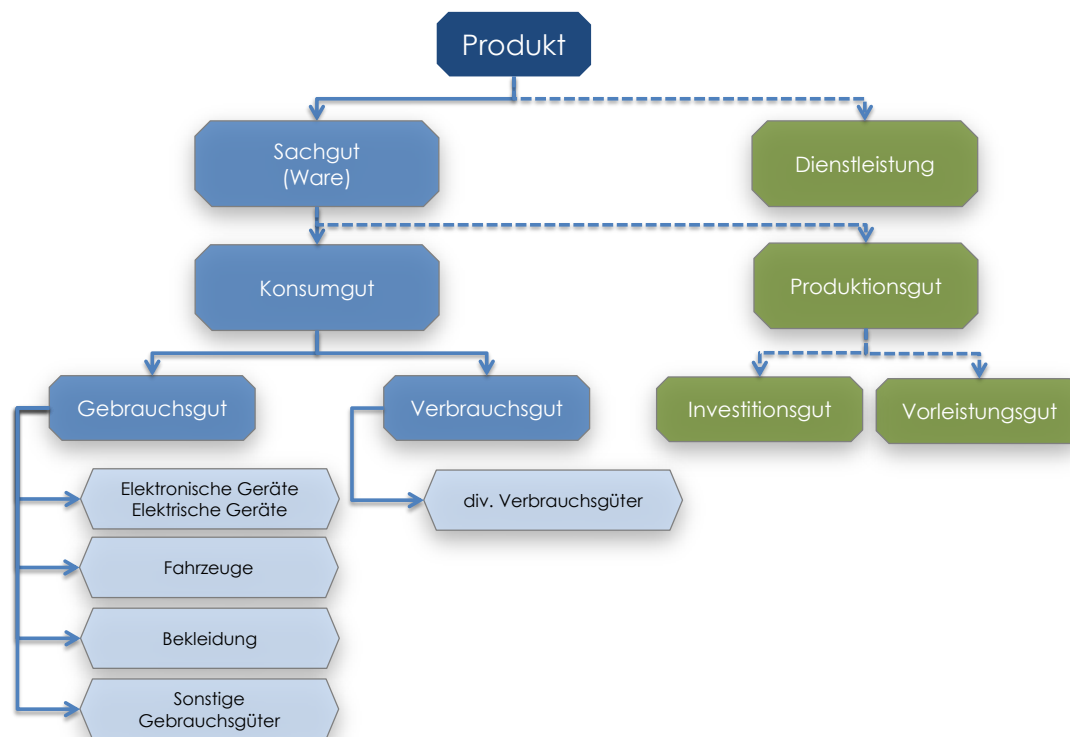 Produkt
Sachgut
(Ware)
Dienstleistung
Konsumgut
Produktionsgut
Gebrauchsgut
Verbrauchsgut
Investitionsgut
Vorleistungsgut
Elektronische Geräte
Elektrische Geräte
div. Verbrauchsgüter
Fahrzeuge
Bekleidung
Sonstige
Gebrauchsgüter